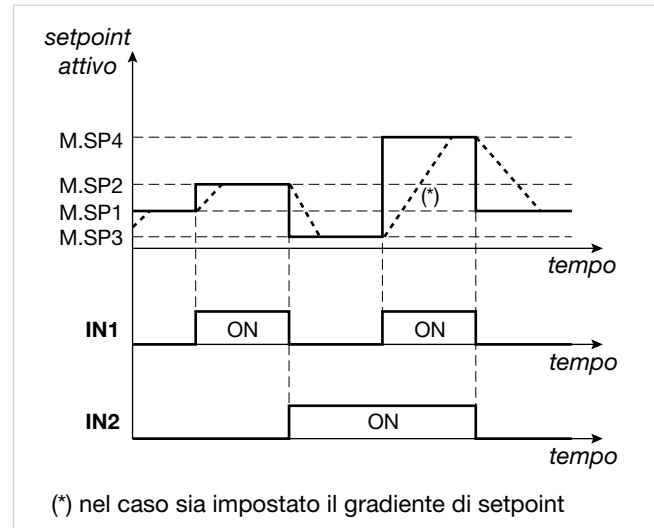 setpoint
attivo
M.SP4
M.SP2
(*)
M.SP1
M.SP3
tempo
IN1
ON
ON
tempo
IN2
ON
tempo
(*) nel caso sia impostato il gradiente di setpoint